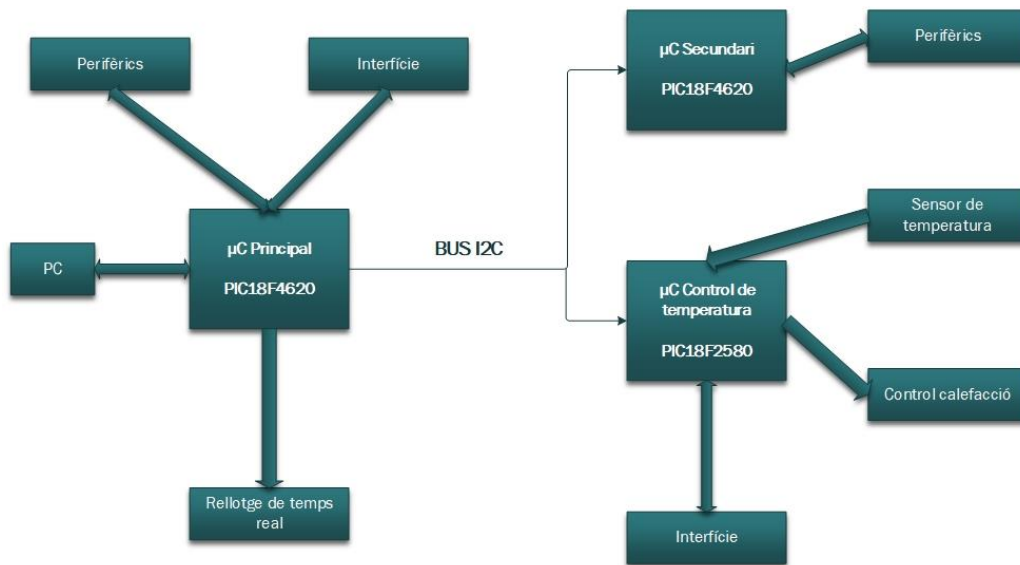 Perifèrics
Interfície
µC Principal
PIC18F4620
PC
Rellotge de temps
real
BUS I2C
µC Secundari
PIC18F4620
Perifèrics
Sensor de
temperatura
µC Control de
temperatura
PIC18F2580
Control calefacció
Interfície